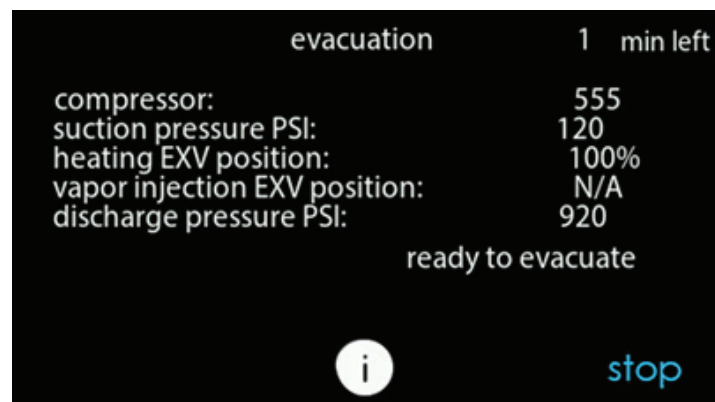 evacuation 1 min left
compressor: 555
suction pressure PSI: 120
heating EXV position: 100%
vapor injection EXV position: N/A
discharge pressure PSI: 920
ready to evacuate
i
stop